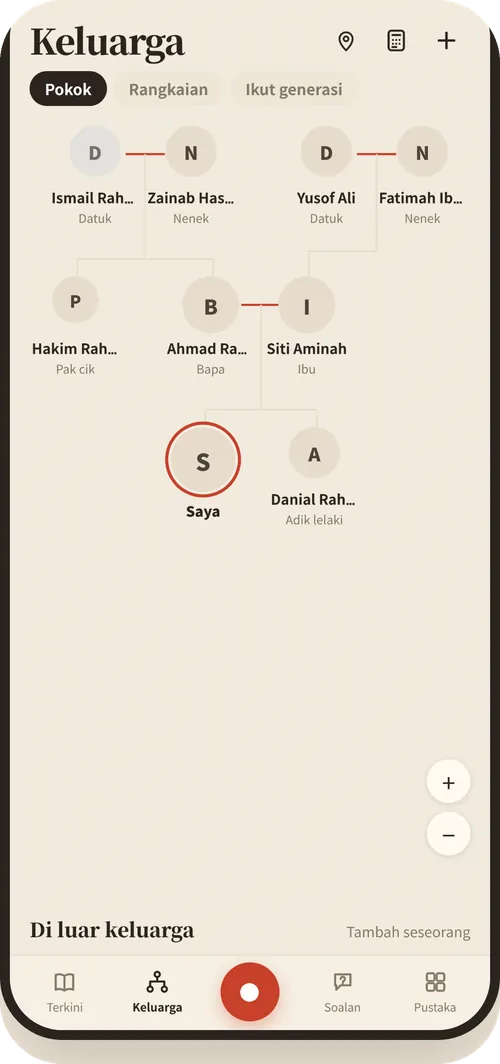 Keluarga
Pokok Rangkaian Ikut generasi
D N D N
Ismail Rah... Zainab Has... Yusof Ali Fatimah Ib...
Datuk Nenek Datuk Nenek
P B I
Hakim Rah... Ahmad Ra... Siti Aminah
Pak cik Bapa Ibu
S A
Saya Danial Rah...
Adik lelaki
+
−
Di luar keluarga Tambah seseorang
Terkini Keluarga Soalan Pustaka